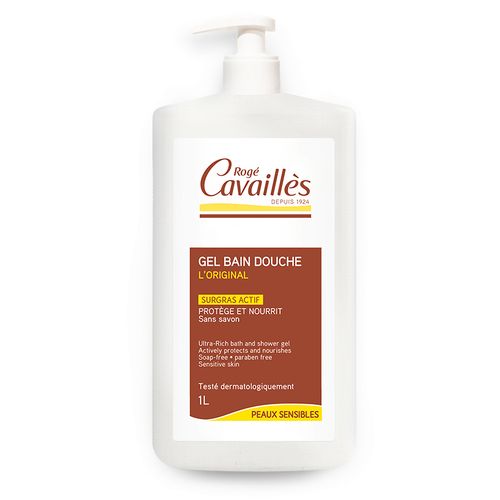 Rogé
Cavaillès
DEPUIS 1924
GEL BAIN DOUCHE
L'ORIGINAL
SURGRAS ACTIF
PROTÈGE ET NOURRIT
Sans savon
Ultra-Rich bath and shower gel
Actively protects and nourishes
Soap-free • paraben free
Sensitive skin
Testé dermatologiquement
1L
PEAUX SENSIBLES